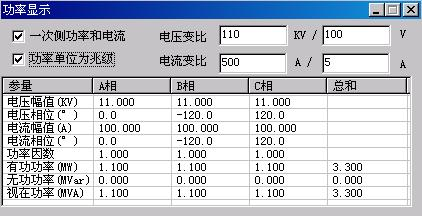 功率显示
一次侧功率和电流 电压变比 110 KV / 100 V
功率单位为兆级 电流变比 500 A / 5 A
参量 A相 B相 C相 总和
电压幅值(KV) 11.000 11.000 11.000
电压相位(°) 0.0 -120.0 120.0
电流幅值(A) 100.000 100.000 100.000
电流相位(°) 0.0 -120.0 120.0
功率因数 1.000 1.000 1.000
有功功率(MW) 1.100 1.100 1.100 3.300
无功功率(MVar) 0.000 0.000 0.000 0.000
视在功率(MVA) 1.100 1.100 1.100 3.300